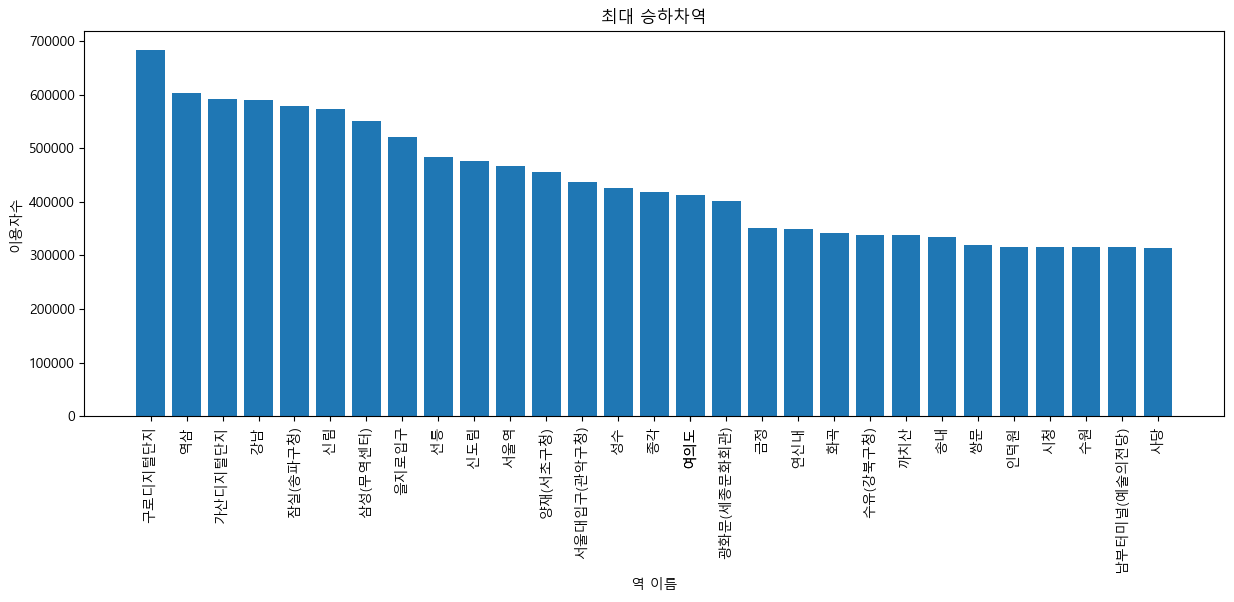 최대 승하차역
이용자수
700000
600000
500000
400000
300000
200000
100000
0
구로디지털단지
역삼
가산디지털단지
강남
잠실(송파구청)
신림
삼성(무역센터)
을지로입구
선릉
신도림
서울역
양재(서초구청)
서울대입구(관악구청)
성수
종각
여의도
광화문(세종문화회관)
금정
연신내
화곡
수유(강북구청)
까치산
송내
쌍문
인덕원
시청
수원
남부터미널(예술의전당)
사당
역 이름